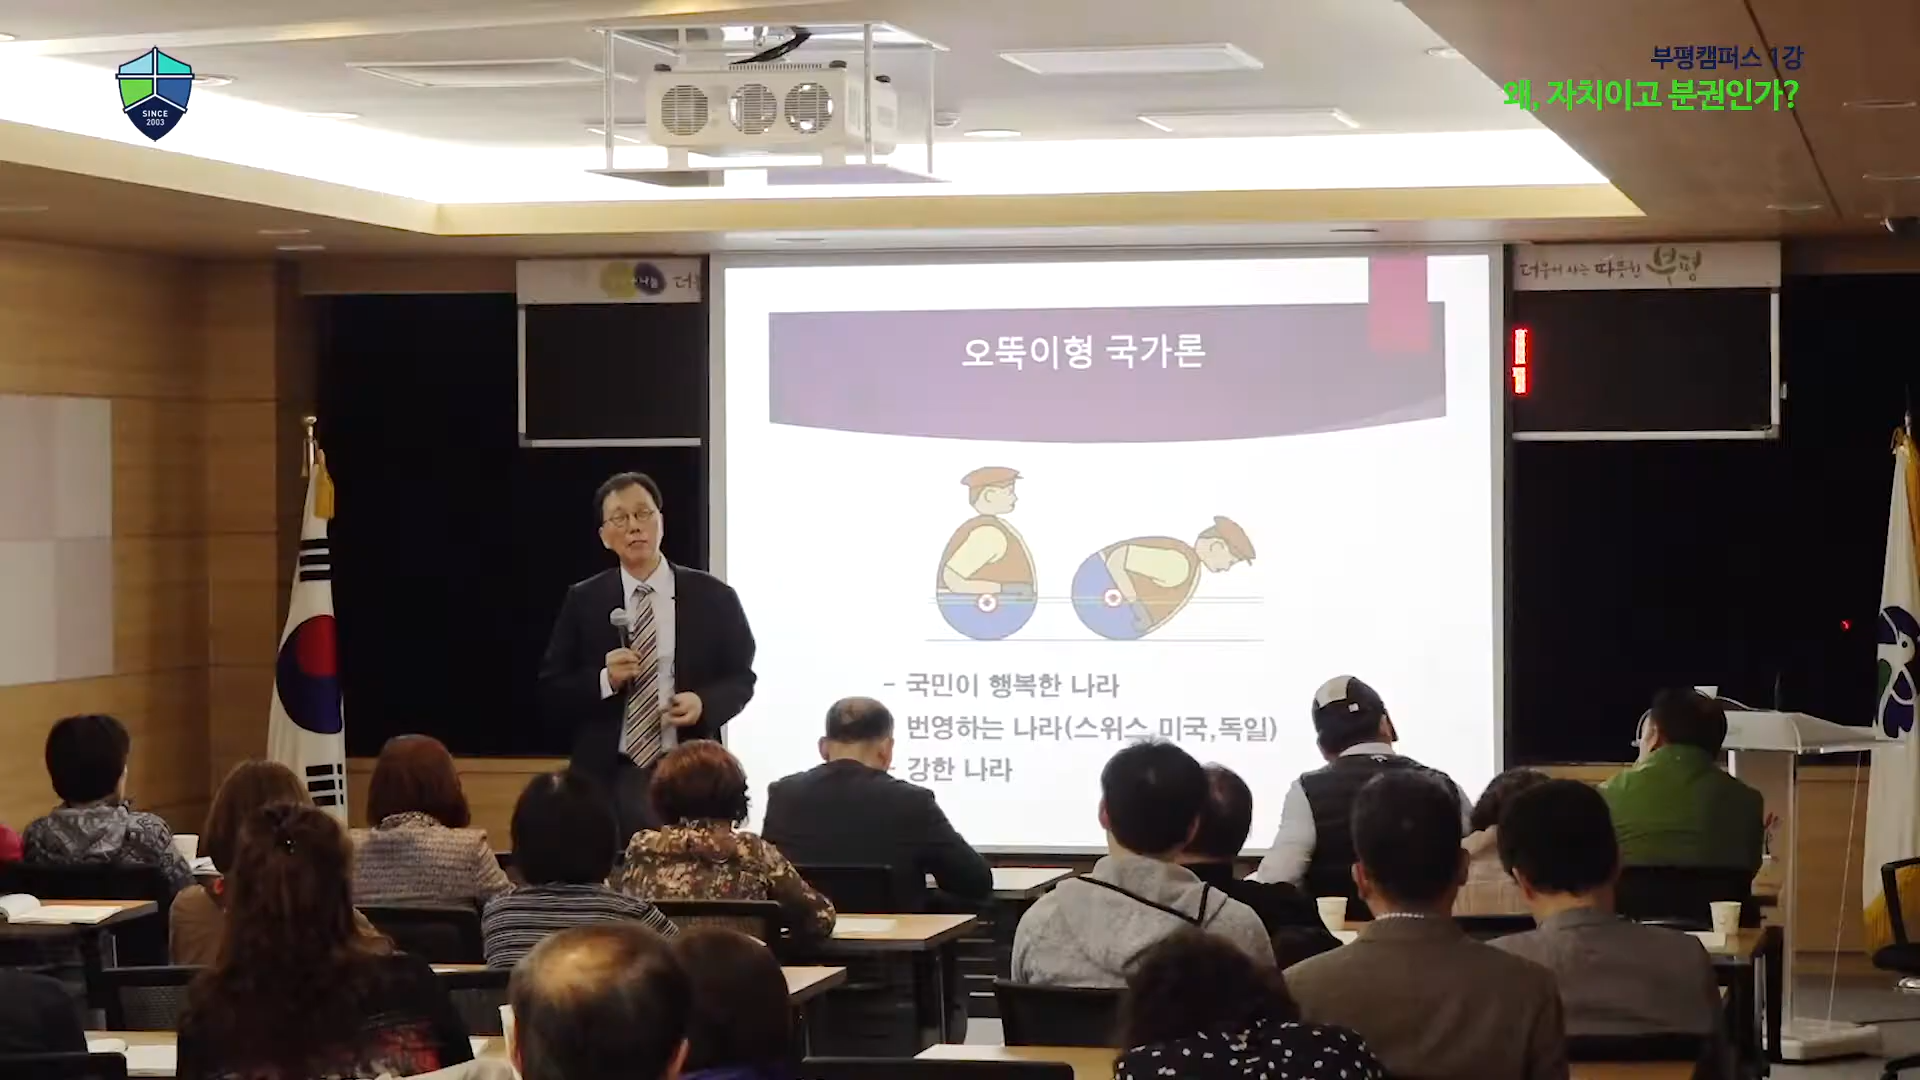 SINCE
2003
부평캠퍼스 1강
왜, 자치이고 분권인가?
더불어 사는 따뜻한 부평
오뚝이형 국가론
- 국민이 행복한 나라
번영하는 나라(스위스,미국,독일)
- 강한 나라